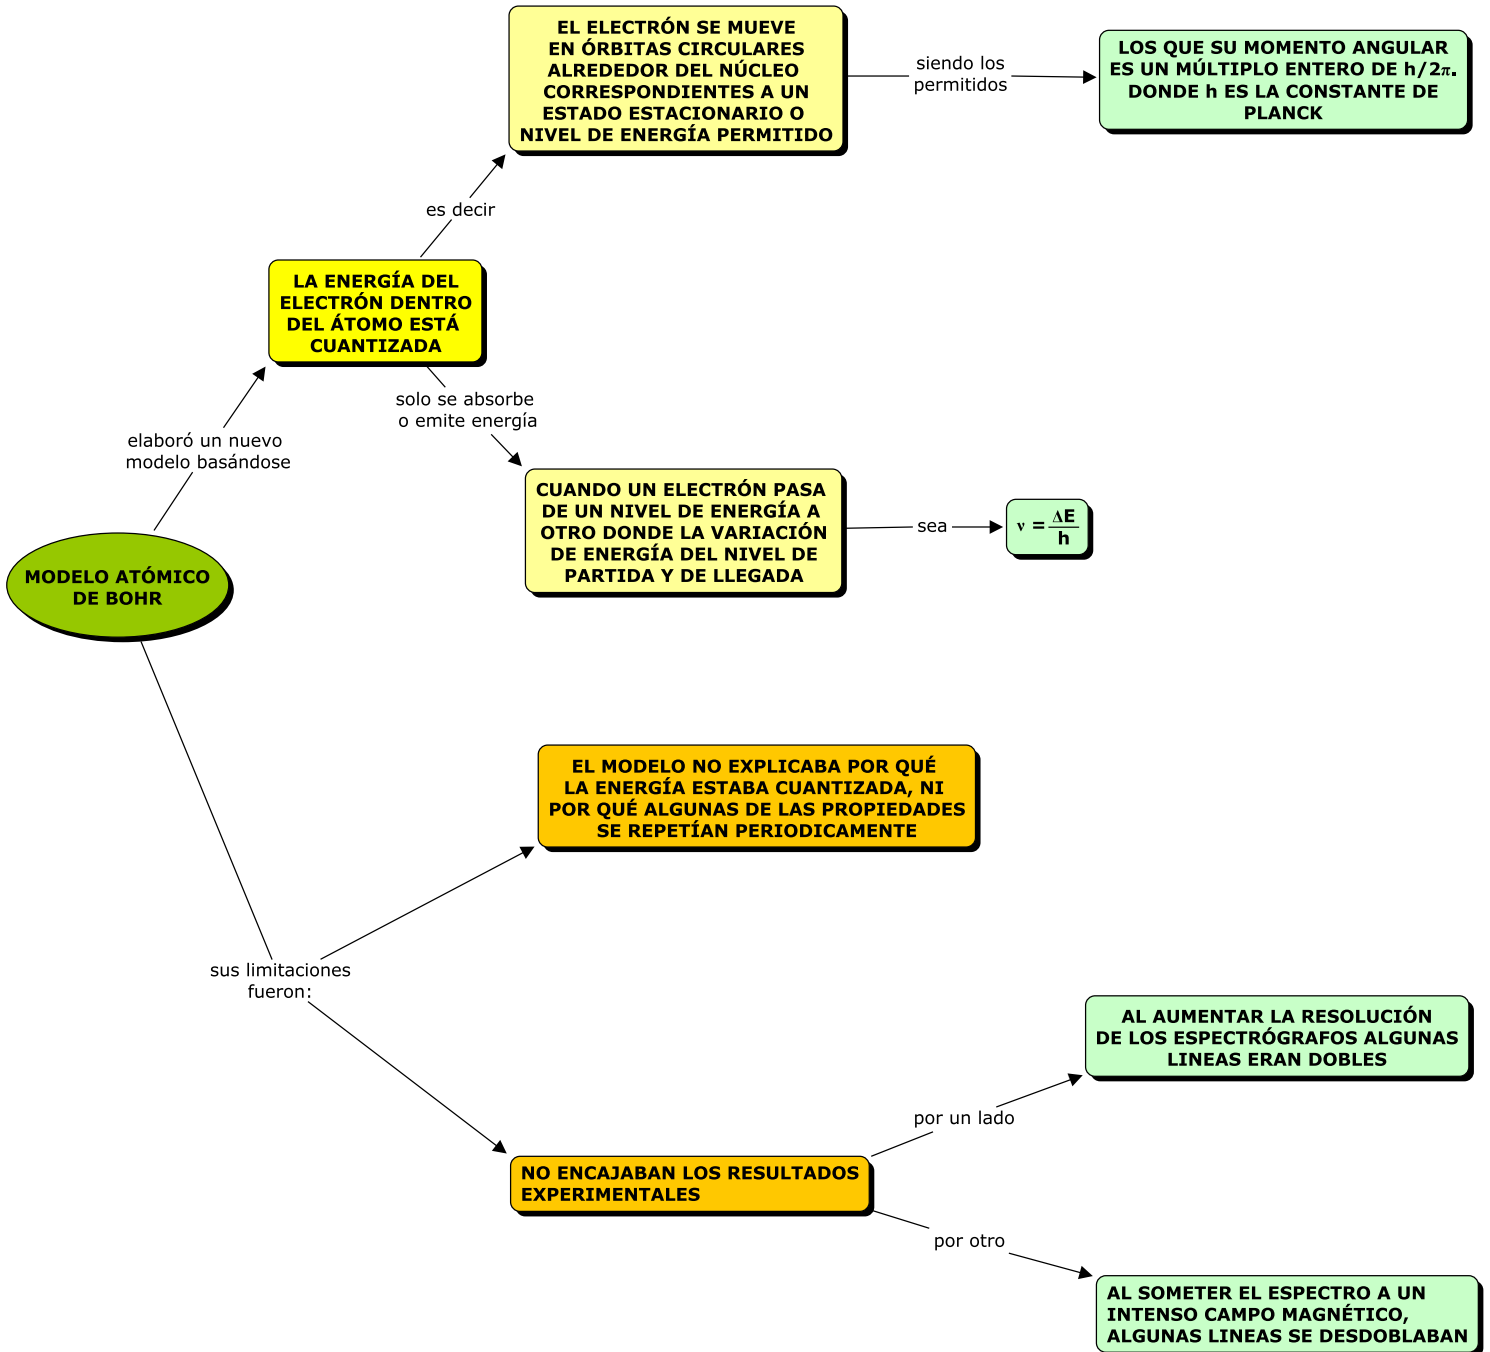 EL ELECTRÓN SE MUEVE
EN ÓRBITAS CIRCULARES
ALREDEDOR DEL NÚCLEO
CORRESPONDIENTES A UN
ESTADO ESTACIONARIO O
NIVEL DE ENERGÍA PERMITIDO
siendo los
permitidos
LOS QUE SU MOMENTO ANGULAR
ES UN MÚLTIPLO ENTERO DE h/2π.
DONDE h ES LA CONSTANTE DE
PLANCK
es decir
LA ENERGÍA DEL
ELECTRÓN DENTRO
DEL ÁTOMO ESTÁ
CUANTIZADA
solo se absorbe
o emite energía
elaboró un nuevo
modelo basándose
CUANDO UN ELECTRÓN PASA
DE UN NIVEL DE ENERGÍA A
OTRO DONDE LA VARIACIÓN
DE ENERGÍA DEL NIVEL DE
PARTIDA Y DE LLEGADA
sea
ν = ΔE/h
MODELO ATÓMICO
DE BOHR
EL MODELO NO EXPLICABA POR QUÉ
LA ENERGÍA ESTABA CUANTIZADA, NI
POR QUÉ ALGUNAS DE LAS PROPIEDADES
SE REPETÍAN PERIODICAMENTE
sus limitaciones
fueron:
AL AUMENTAR LA RESOLUCIÓN
DE LOS ESPECTRÓGRAFOS ALGUNAS
LINEAS ERAN DOBLES
por un lado
NO ENCAJABAN LOS RESULTADOS
EXPERIMENTALES
por otro
AL SOMETER EL ESPECTRO A UN
INTENSO CAMPO MAGNÉTICO,
ALGUNAS LINEAS SE DESDOBLABAN